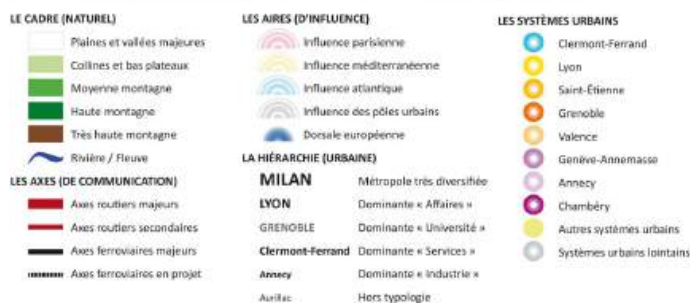 LE CADRE (NATUREL)
Plaines et vallées majeures
Collines et bas plateaux
Moyenne montagne
Haute montagne
Très haute montagne
Rivière / Fleuve
LES AXES (DE COMMUNICATION)
Axes routiers majeurs
Axes routiers secondaires
Axes ferroviaires majeurs
Axes ferroviaires en projet
LES AIRES (D'INFLUENCE)
Influence parisienne
Influence méditerranéenne
Influence atlantique
Influence des pôles urbains
Dorsale européenne
LA HIÉRARCHIE (URBAINE)
MILAN Métropole très diversifiée
LYON Dominante « Affaires »
GRENOBLE Dominante « Université »
Clermont-Ferrand Dominante « Services »
Annecy Dominante « Industrie »
Aurillac Hors typologie
LES SYSTÈMES URBAINS
Clermont-Ferrand
Lyon
Saint-Étienne
Grenoble
Valence
Genève-Annemasse
Annecy
Chambéry
Autres systèmes urbains
Systèmes urbains lointains